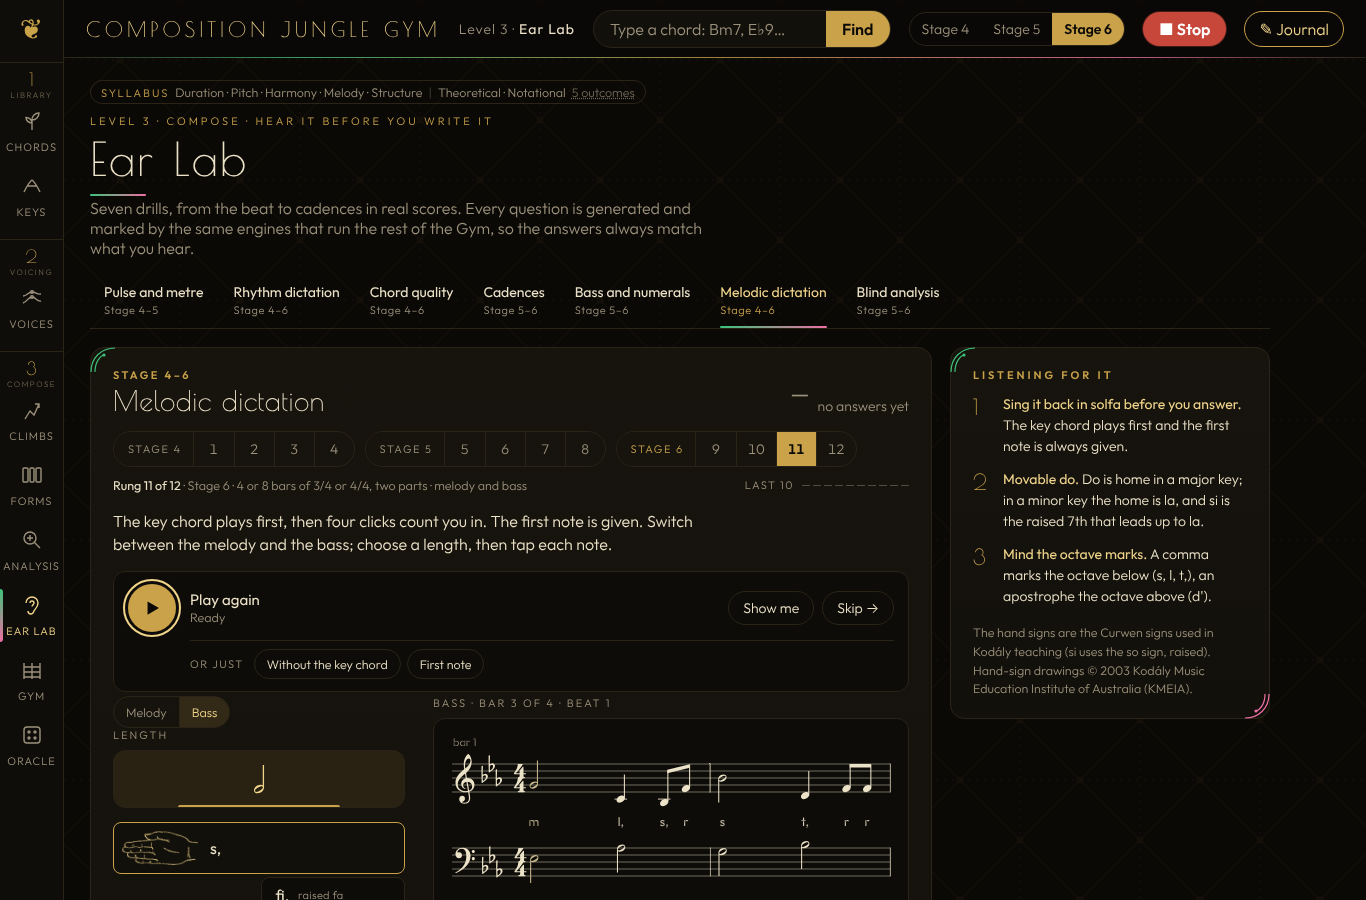 COMPOSITION JUNGLE GYM
Level 3 · Ear Lab
Type a chord: Bm7, E♭9…
Find
Stage 4 Stage 5 Stage 6
Stop
✎ Journal
1
LIBRARY
CHORDS
KEYS
2
VOICING
VOICES
3
COMPOSE
CLIMBS
FORMS
ANALYSIS
EAR LAB
GYM
ORACLE
SYLLABUS Duration · Pitch · Harmony · Melody · Structure | Theoretical · Notational 5 outcomes
LEVEL 3 · COMPOSE · HEAR IT BEFORE YOU WRITE IT
Ear Lab
Seven drills, from the beat to cadences in real scores. Every question is generated and
marked by the same engines that run the rest of the Gym, so the answers always match
what you hear.
Pulse and metre Rhythm dictation Chord quality Cadences Bass and numerals Melodic dictation Blind analysis
Stage 4–5 Stage 4–6 Stage 4–6 Stage 5–6 Stage 5–6 Stage 4–6 Stage 5–6
STAGE 4–6
Melodic dictation
— no answers yet
STAGE 4 1 2 3 4 STAGE 5 5 6 7 8 STAGE 6 9 10 11 12
Rung 11 of 12 · Stage 6 · 4 or 8 bars of 3/4 or 4/4, two parts · melody and bass
LAST 10
The key chord plays first, then four clicks count you in. The first note is given. Switch
between the melody and the bass; choose a length, then tap each note.
Play again
Ready
Show me
Skip →
OR JUST Without the key chord First note
Melody Bass
LENGTH
s,
fi, raised fa
BASS · BAR 3 OF 4 · BEAT 1
bar 1
4
4
m l, s, r s t, r r
4
4
LISTENING FOR IT
1 Sing it back in solfa before you answer.
The key chord plays first and the first
note is always given.
2 Movable do. Do is home in a major key;
in a minor key the home is la, and si is
the raised 7th that leads up to la.
3 Mind the octave marks. A comma
marks the octave below (s, l, t,), an
apostrophe the octave above (d').
The hand signs are the Curwen signs used in
Kodály teaching (si uses the so sign, raised).
Hand-sign drawings © 2003 Kodály Music
Education Institute of Australia (KMEIA).